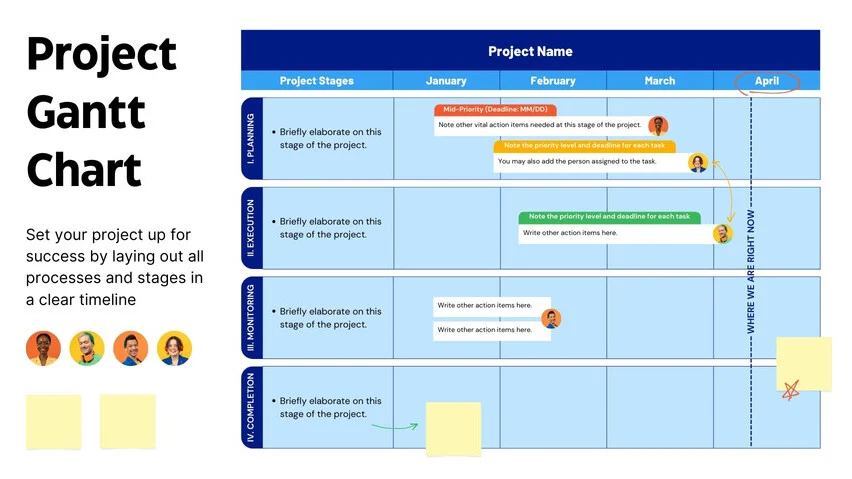 Project
Gantt
Chart
Set your project up for
success by laying out all
processes and stages in
a clear timeline
Project Name
Project Stages
January
February
March
April
I. PLANNING
Briefly elaborate on this
stage of the project.
Mid-Priority (Deadline: MM/DD)
Note other vital action items needed at this stage of the project.
Note the priority level and deadline for each task
You may also add the person assigned to the task.
II. EXECUTION
Briefly elaborate on this
stage of the project.
Note the priority level and deadline for each task
Write other action items here.
WHERE WE ARE RIGHT NOW
III. MONITORING
Briefly elaborate on this
stage of the project.
Write other action items here.
Write other action items here.
IV. COMPLETION
Briefly elaborate on this
stage of the project.